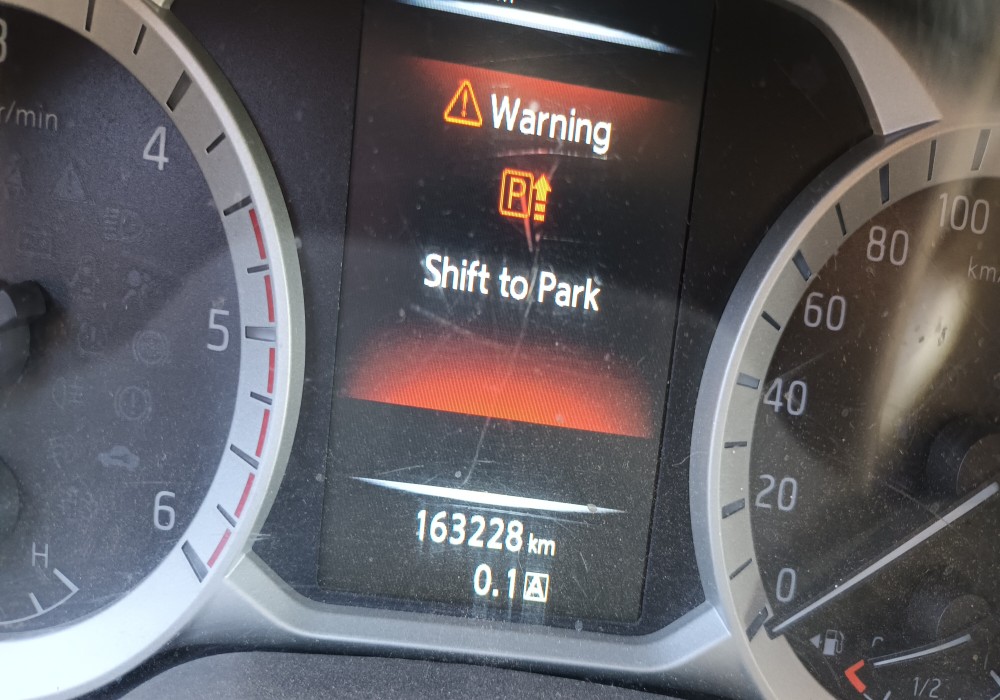 r/min
4
5
6
H
Warning
P
Shift to Park
163228 km
0.1 A
100
80
60
40
20
0
km
1/2